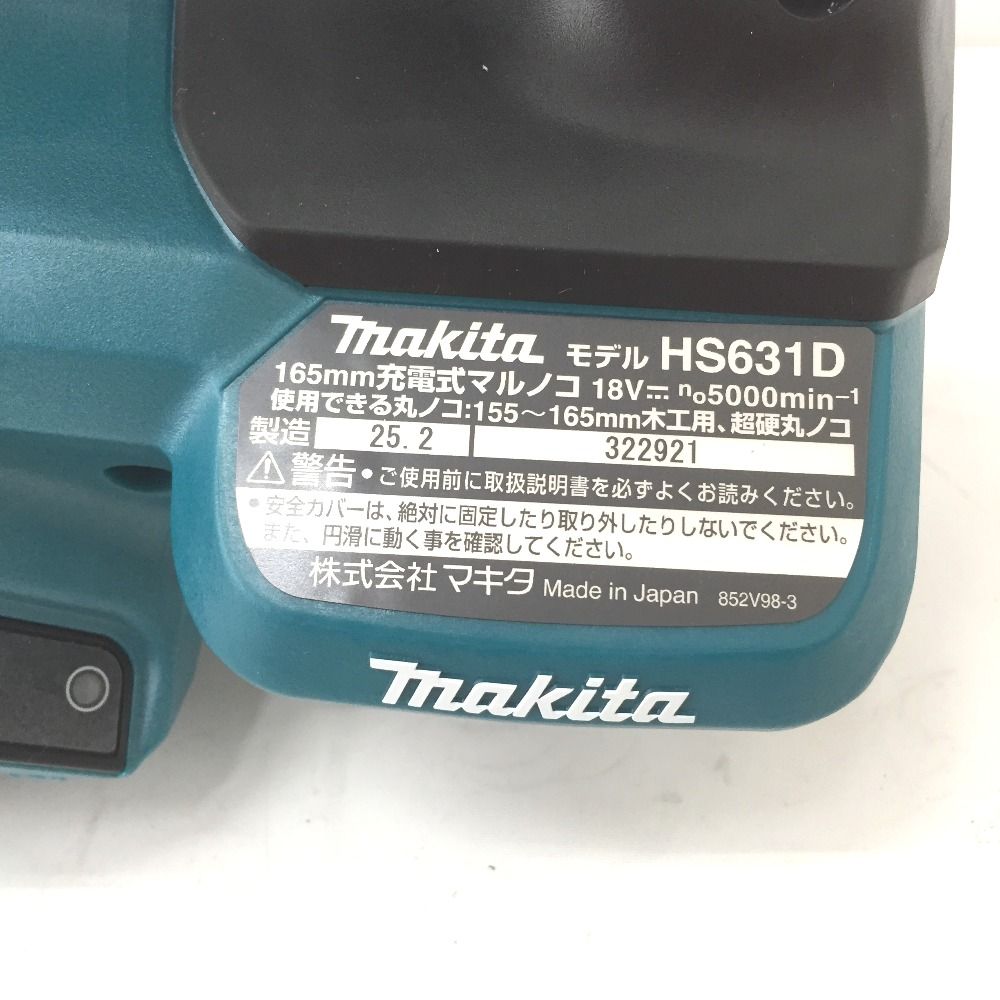 makita モデル HS631D
165mm充電式マルノコ 18V⎓ n₀5000min⁻¹
使用できる丸ノコ:155～165mm木工用、超硬丸ノコ
製造 25.2 322921
⚠警告 ●ご使用前に取扱説明書を必ずよくお読みください。
●安全カバーは、絶対に固定したり取り外したりしないでください。
また、円滑に動く事を確認してください。
株式会社 マキタ Made in Japan 852V98-3
makita